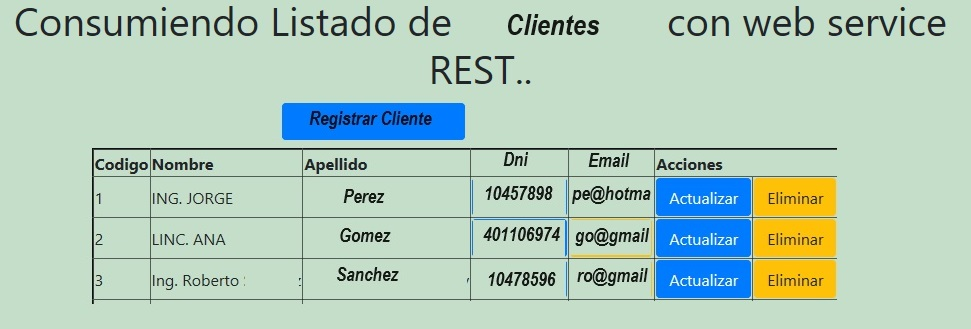 Consumiendo Listado de Clientes con web service
REST..
Registrar Cliente
Codigo Nombre Apellido Dni Email Acciones
1 ING. JORGE Perez 10457898 pe@hotma Actualizar Eliminar
2 LINC. ANA Gomez 401106974 go@gmail Actualizar Eliminar
3 Ing. Roberto Sanchez 10478596 ro@gmail Actualizar Eliminar